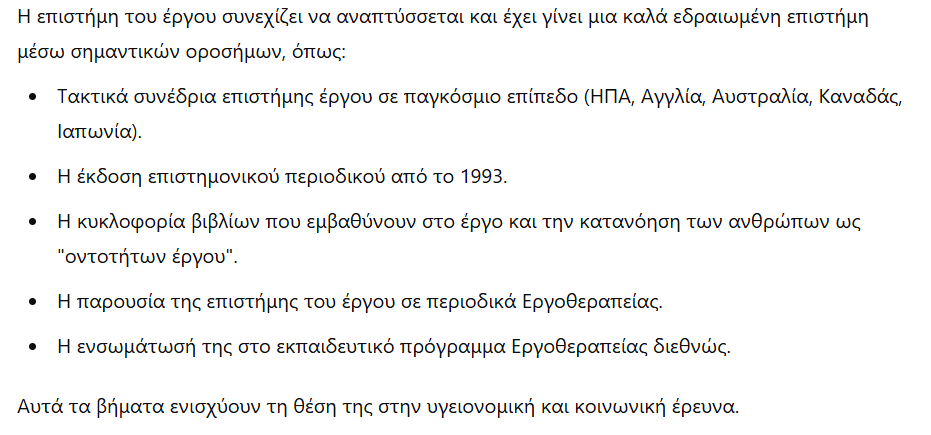 Η επιστήμη του έργου συνεχίζει να αναπτύσσεται και έχει γίνει μια καλά εδραιωμένη επιστήμη
μέσω σημαντικών οροσήμων, όπως:
• Τακτικά συνέδρια επιστήμης έργου σε παγκόσμιο επίπεδο (ΗΠΑ, Αγγλία, Αυστραλία, Καναδάς,
Ιαπωνία).
• Η έκδοση επιστημονικού περιοδικού από το 1993.
• Η κυκλοφορία βιβλίων που εμβαθύνουν στο έργο και την κατανόηση των ανθρώπων ως
"οντοτήτων έργου".
• Η παρουσία της επιστήμης του έργου σε περιοδικά Εργοθεραπείας.
• Η ενσωμάτωσή της στο εκπαιδευτικό πρόγραμμα Εργοθεραπείας διεθνώς.
Αυτά τα βήματα ενισχύουν τη θέση της στην υγειονομική και κοινωνική έρευνα.